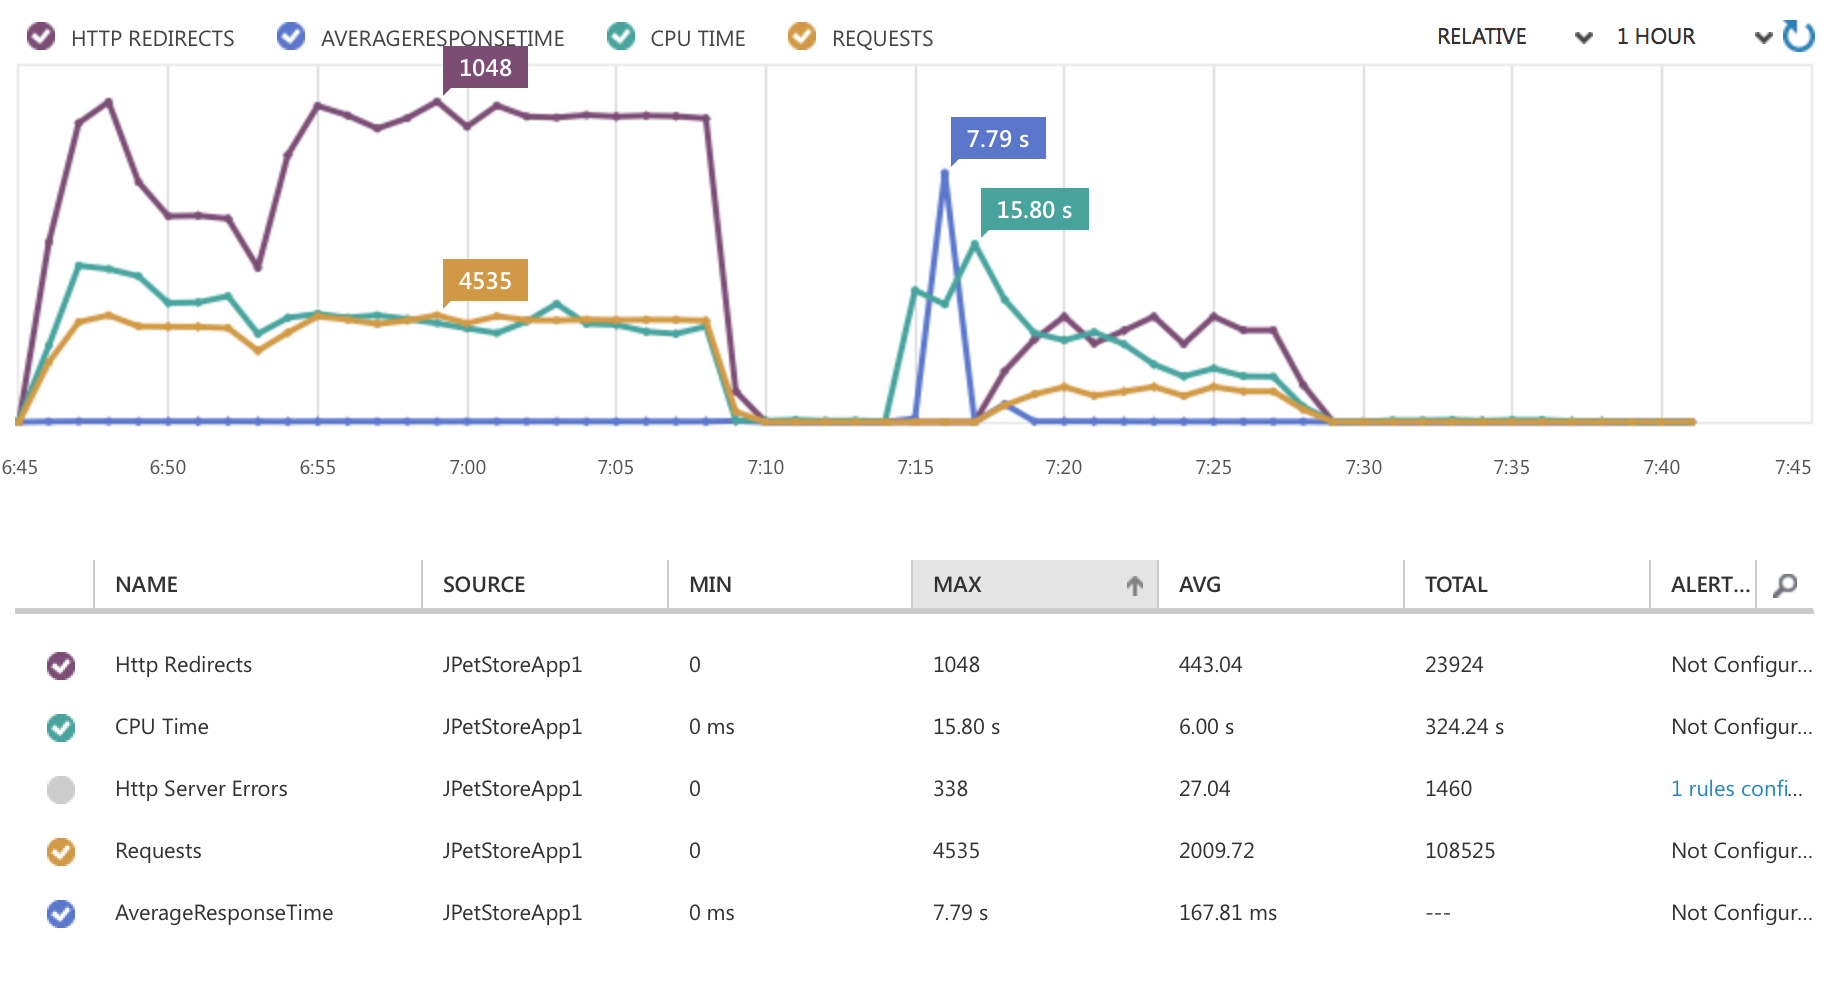 HTTP REDIRECTS AVERAGERESPONSETIME CPU TIME REQUESTS RELATIVE 1 HOUR
1048
7.79 s
15.80 s
4535
6:45 6:50 6:55 7:00 7:05 7:10 7:15 7:20 7:25 7:30 7:35 7:40 7:45
NAME SOURCE MIN MAX AVG TOTAL ALERT...
Http Redirects JPetStoreApp1 0 1048 443.04 23924 Not Configur...
CPU Time JPetStoreApp1 0 ms 15.80 s 6.00 s 324.24 s Not Configur...
Http Server Errors JPetStoreApp1 0 338 27.04 1460 1 rules confi...
Requests JPetStoreApp1 0 4535 2009.72 108525 Not Configur...
AverageResponseTime JPetStoreApp1 0 ms 7.79 s 167.81 ms --- Not Configur...